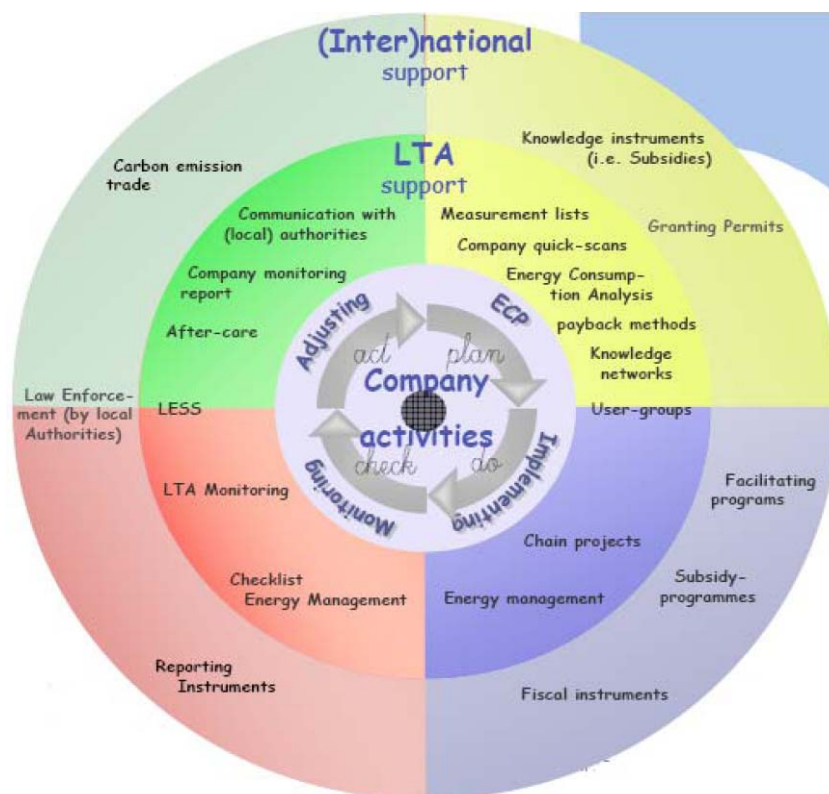 (Inter)national
support
Knowledge instruments
(i.e. Subsidies)
Carbon emission
trade
LTA
support
Communication with
(local) authorities
Measurement lists
Granting Permits
Company quick-scans
Company monitoring
report
Energy Consump-
tion Analysis
After-care
payback methods
Knowledge
networks
Adjusting
ECP
act
plan
Company
activities
check
do
Monitoring
Implementing
Law Enforce-
ment (by local
Authorities)
LESS
User-groups
LTA Monitoring
Facilitating
programs
Chain projects
Checklist
Energy Management
Energy management
Subsidy-
programmes
Reporting
Instruments
Fiscal instruments